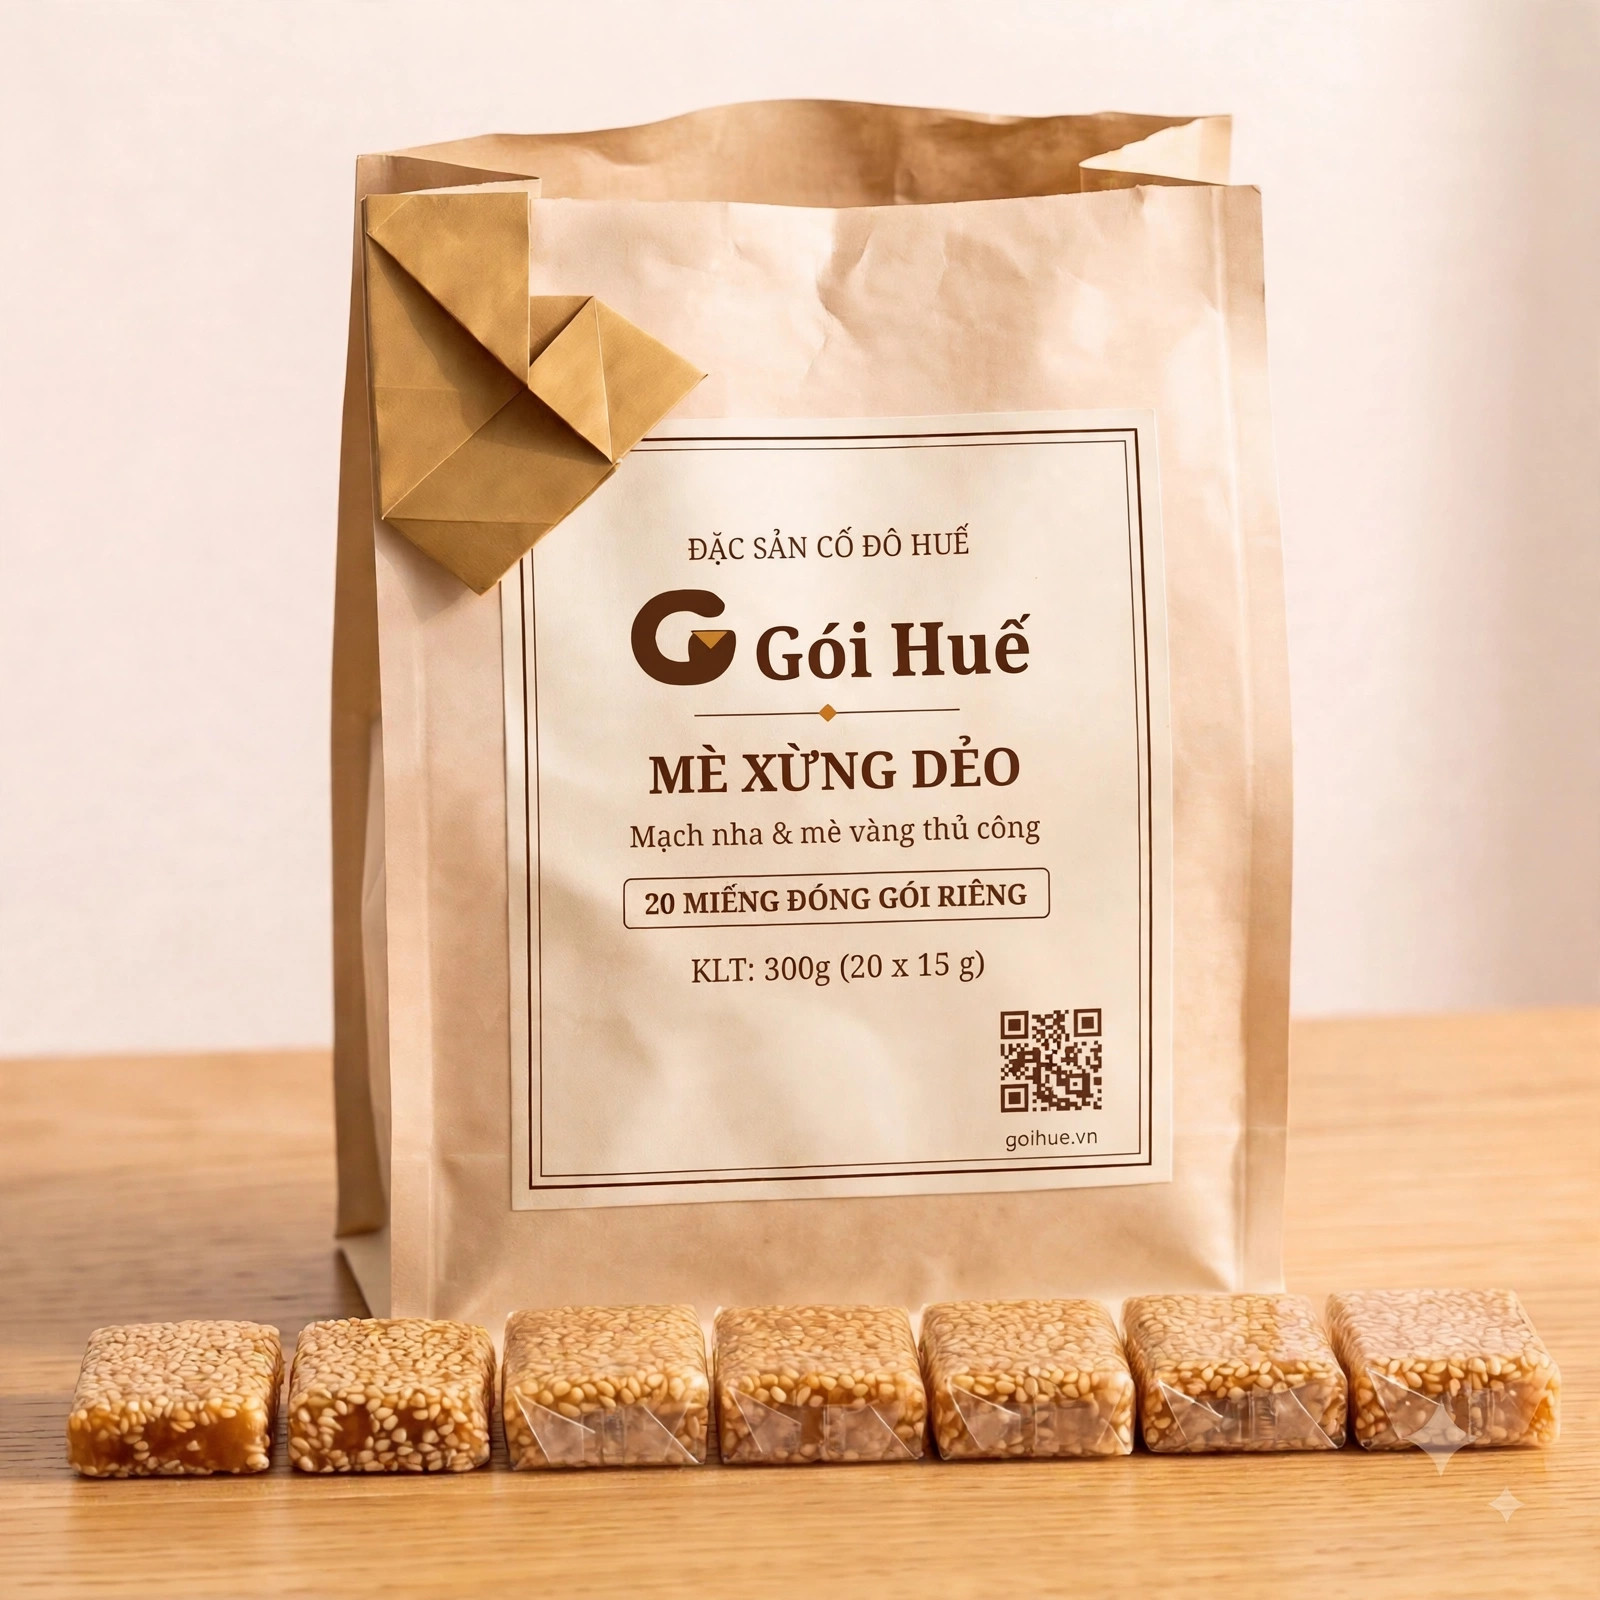 ĐẶC SẢN CỐ ĐÔ HUẾ
Gói Huế
MÈ XỪNG DẺO
Mạch nha & mè vàng thủ công
20 MIẾNG ĐÓNG GÓI RIÊNG
KLT: 300g (20 x 15 g)
goihue.vn